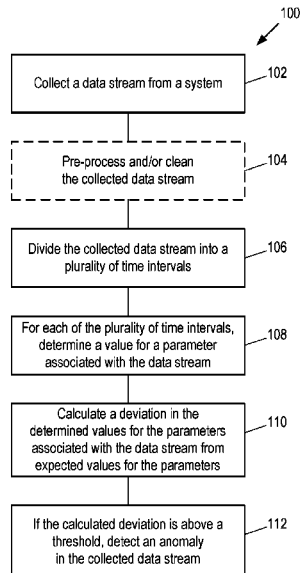 100
Collect a data stream from a system
102
Pre-process and/or clean
the collected data stream
104
Divide the collected data stream into a
plurality of time intervals
106
For each of the plurality of time intervals,
determine a value for a parameter
associated with the data stream
108
Calculate a deviation in the
determined values for the parameters
associated with the data stream from
expected values for the parameters
110
If the calculated deviation is above a
threshold, detect an anomaly
in the collected data stream
112